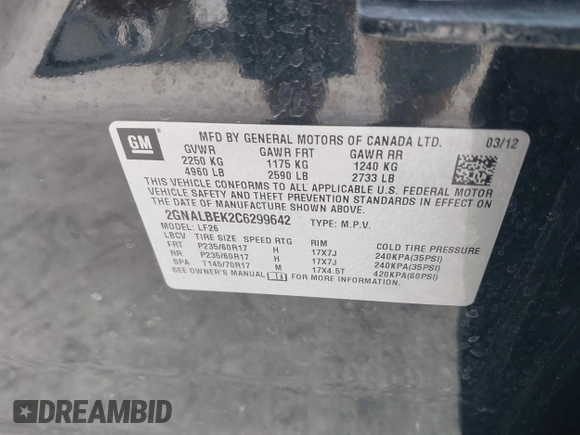 GM
MFD BY GENERAL MOTORS OF CANADA LTD. 03/12
GVWR GAWR FRT GAWR RR
2250 KG 1175 KG 1240 KG
4960 LB 2590 LB 2733 LB
THIS VEHICLE CONFORMS TO ALL APPLICABLE U.S. FEDERAL MOTOR
VEHICLE SAFETY AND THEFT PREVENTION STANDARDS IN EFFECT ON
THE DATE OF MANUFACTURE SHOWN ABOVE.
2GNALBEK2C6299642 TYPE: M.P.V.
MODEL: LF26
LBCV TIRE SIZE SPEED RTG RIM COLD TIRE PRESSURE
FRT P235/60R17 H 17X7J 240KPA(35PSI)
RR P235/60R17 H 17X7J 240KPA(35PSI)
SPA T145/70R17 M 17X4.5T 420KPA(60PSI)
SEE OWNER'S MANUAL FOR MORE INFORMATION.
DREAMBID